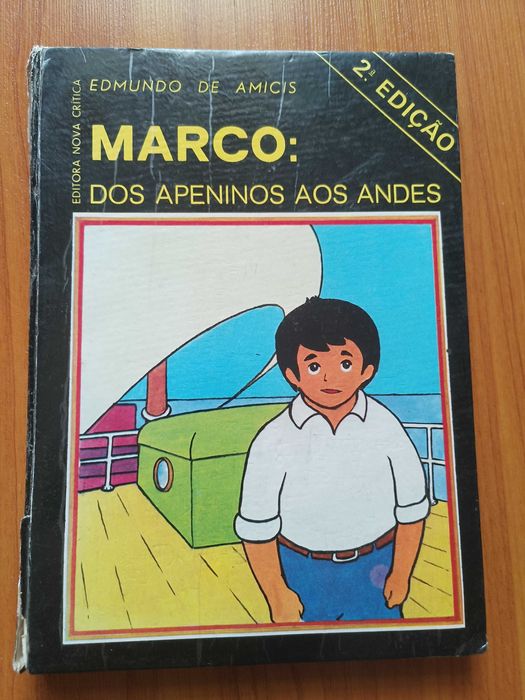 EDITORA NOVA CRÍTICA
EDMUNDO DE AMICIS
2.ª EDIÇÃO
MARCO:
DOS APENINOS AOS ANDES